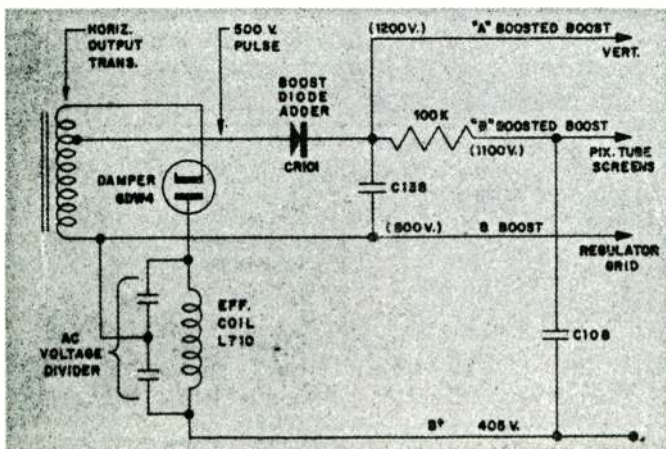 HORIZ.
OUTPUT
TRANS.
500 V.
PULSE
(1200V.)
"A" BOOSTED BOOST
VERT.
BOOST
DIODE
ADDER
CR101
100K
"B" BOOSTED BOOST
(1100V.)
PIX. TUBE
SCREENS
DAMPER
6DW4
C138
V.)
B BOOST
REGULATOR
GRID
EFF.
COIL
L710
AC
VOLTAGE
DIVIDER
C108
B+
405 V.